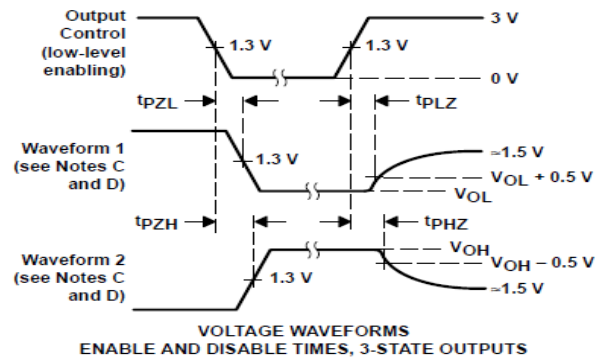 Output
Control
(low-level
enabling)
1.3 V
1.3 V
3 V
0 V
tPZL
tPLZ
Waveform 1
(see Notes C
and D)
1.3 V
≈1.5 V
VOL + 0.5 V
VOL
tPZH
tPHZ
Waveform 2
(see Notes C
and D)
1.3 V
VOH
VOH – 0.5 V
≈1.5 V
VOLTAGE WAVEFORMS
ENABLE AND DISABLE TIMES, 3-STATE OUTPUTS